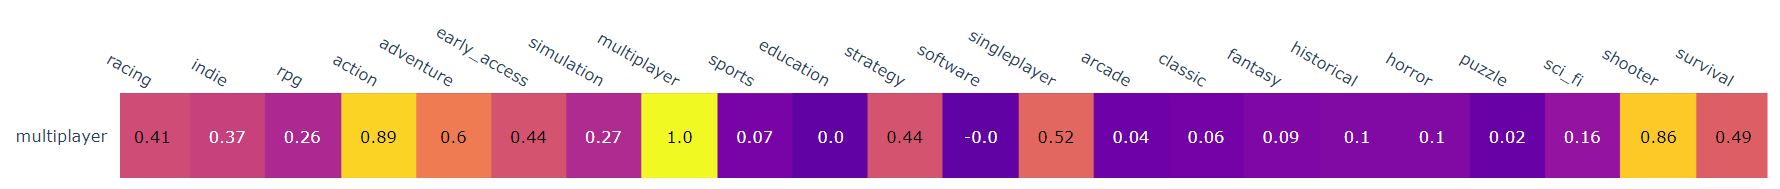 racing indie rpg action adventure early_access simulation multiplayer sports education strategy software singleplayer arcade classic fantasy historical horror puzzle sci_fi shooter survival
multiplayer 0.41 0.37 0.26 0.89 0.6 0.44 0.27 1.0 0.07 0.0 0.44 -0.0 0.52 0.04 0.06 0.09 0.1 0.1 0.02 0.16 0.86 0.49